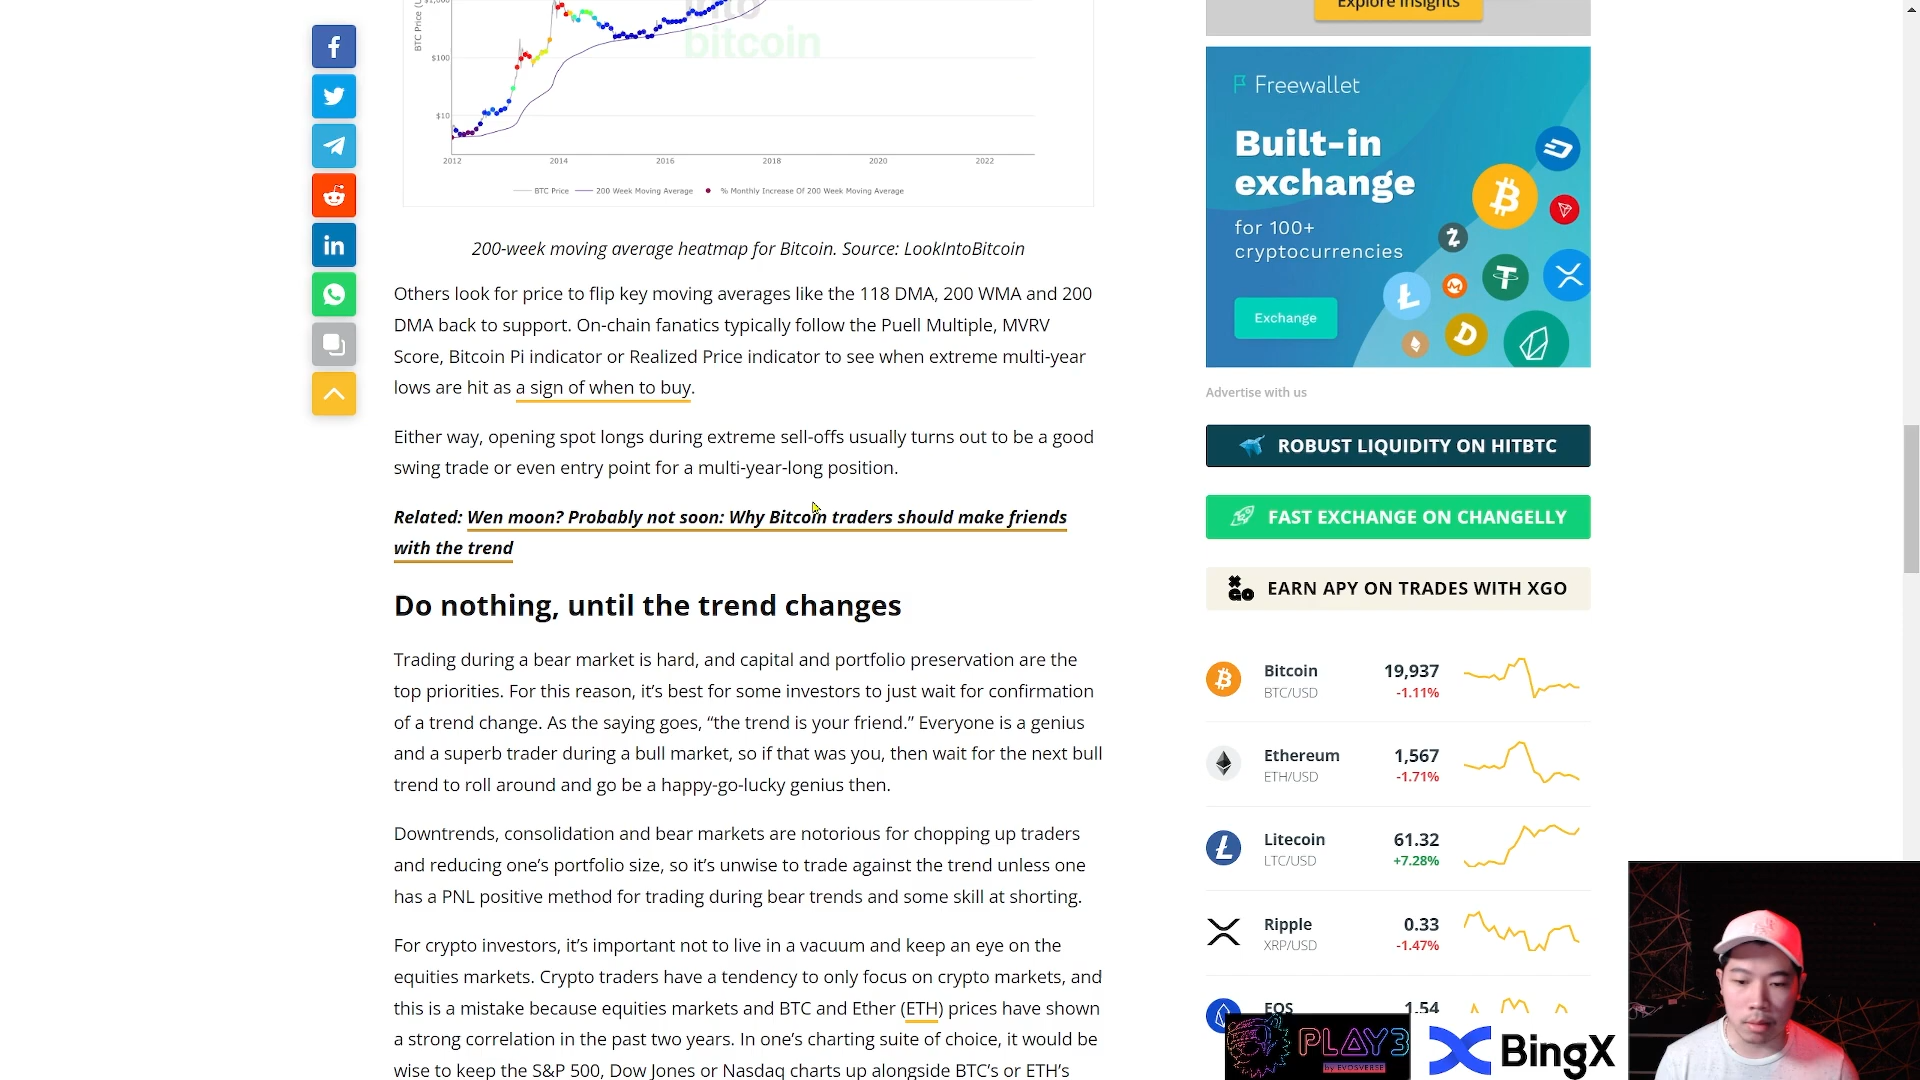 Explore Insights
BTC Price (U
$1,000
$100
$10
into
bitcoin
2012 2014 2016 2018 2020 2022
BTC Price 200 Week Moving Average % Monthly Increase Of 200 Week Moving Average
200-week moving average heatmap for Bitcoin. Source: LookIntoBitcoin
Others look for price to flip key moving averages like the 118 DMA, 200 WMA and 200
DMA back to support. On-chain fanatics typically follow the Puell Multiple, MVRV
Score, Bitcoin Pi indicator or Realized Price indicator to see when extreme multi-year
lows are hit as a sign of when to buy.
Either way, opening spot longs during extreme sell-offs usually turns out to be a good
swing trade or even entry point for a multi-year-long position.
Related: Wen moon? Probably not soon: Why Bitcoin traders should make friends
with the trend
Do nothing, until the trend changes
Trading during a bear market is hard, and capital and portfolio preservation are the
top priorities. For this reason, it’s best for some investors to just wait for confirmation
of a trend change. As the saying goes, “the trend is your friend.” Everyone is a genius
and a superb trader during a bull market, so if that was you, then wait for the next bull
trend to roll around and go be a happy-go-lucky genius then.
Downtrends, consolidation and bear markets are notorious for chopping up traders
and reducing one’s portfolio size, so it’s unwise to trade against the trend unless one
has a PNL positive method for trading during bear trends and some skill at shorting.
For crypto investors, it’s important not to live in a vacuum and keep an eye on the
equities markets. Crypto traders have a tendency to only focus on crypto markets, and
this is a mistake because equities markets and BTC and Ether (ETH) prices have shown
a strong correlation in the past two years. In one’s charting suite of choice, it would be
wise to keep the S&P 500, Dow Jones or Nasdaq charts up alongside BTC’s or ETH’s
Freewallet
Built-in
exchange
for 100+
cryptocurrencies
Exchange
Advertise with us
ROBUST LIQUIDITY ON HITBTC
FAST EXCHANGE ON CHANGELLY
EARN APY ON TRADES WITH XGO
Bitcoin 19,937
BTC/USD -1.11%
Ethereum 1,567
ETH/USD -1.71%
Litecoin 61.32
LTC/USD +7.28%
Ripple 0.33
XRP/USD -1.47%
EOS 1.54
PLAY3
by EVOSVERSE
BingX